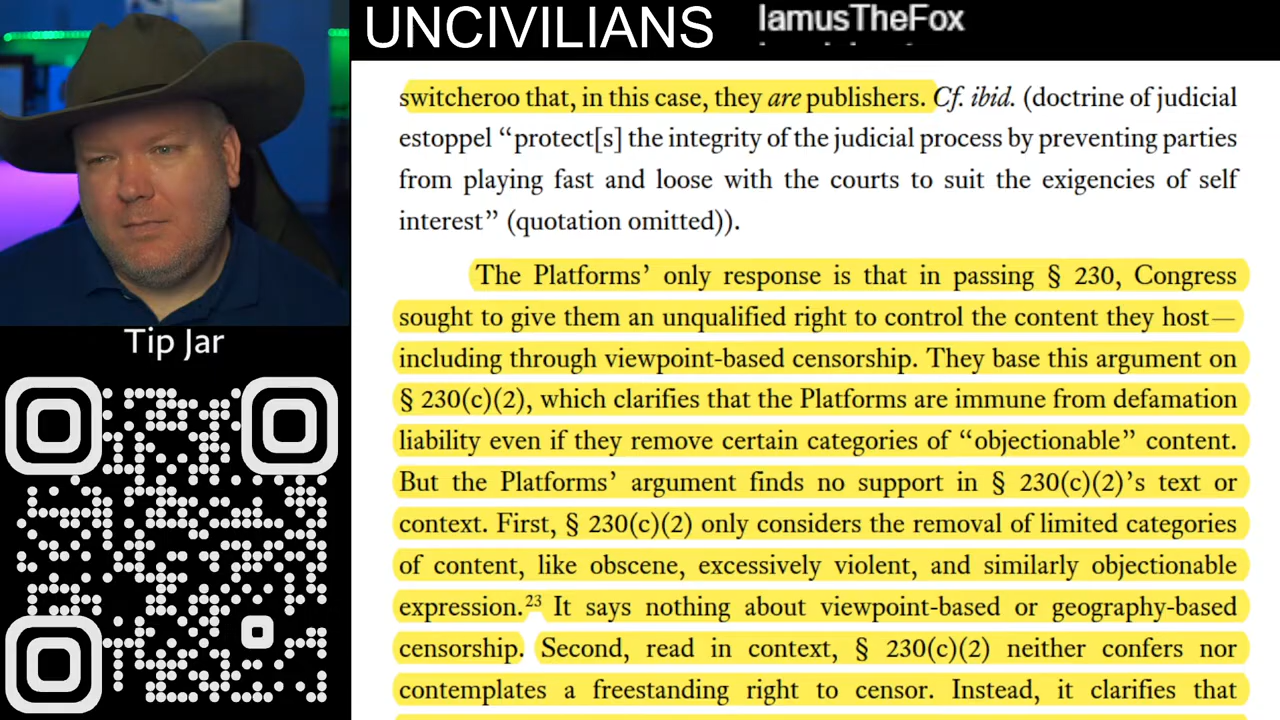 UNCIVILIANS
IamusTheFox
Tip Jar
switcheroo that, in this case, they are publishers. Cf. ibid. (doctrine of judicial
estoppel “protect[s] the integrity of the judicial process by preventing parties
from playing fast and loose with the courts to suit the exigencies of self
interest” (quotation omitted)).
The Platforms’ only response is that in passing § 230, Congress
sought to give them an unqualified right to control the content they host—
including through viewpoint-based censorship. They base this argument on
§ 230(c)(2), which clarifies that the Platforms are immune from defamation
liability even if they remove certain categories of “objectionable” content.
But the Platforms’ argument finds no support in § 230(c)(2)’s text or
context. First, § 230(c)(2) only considers the removal of limited categories
of content, like obscene, excessively violent, and similarly objectionable
expression.²³ It says nothing about viewpoint-based or geography-based
censorship. Second, read in context, § 230(c)(2) neither confers nor
contemplates a freestanding right to censor. Instead, it clarifies that